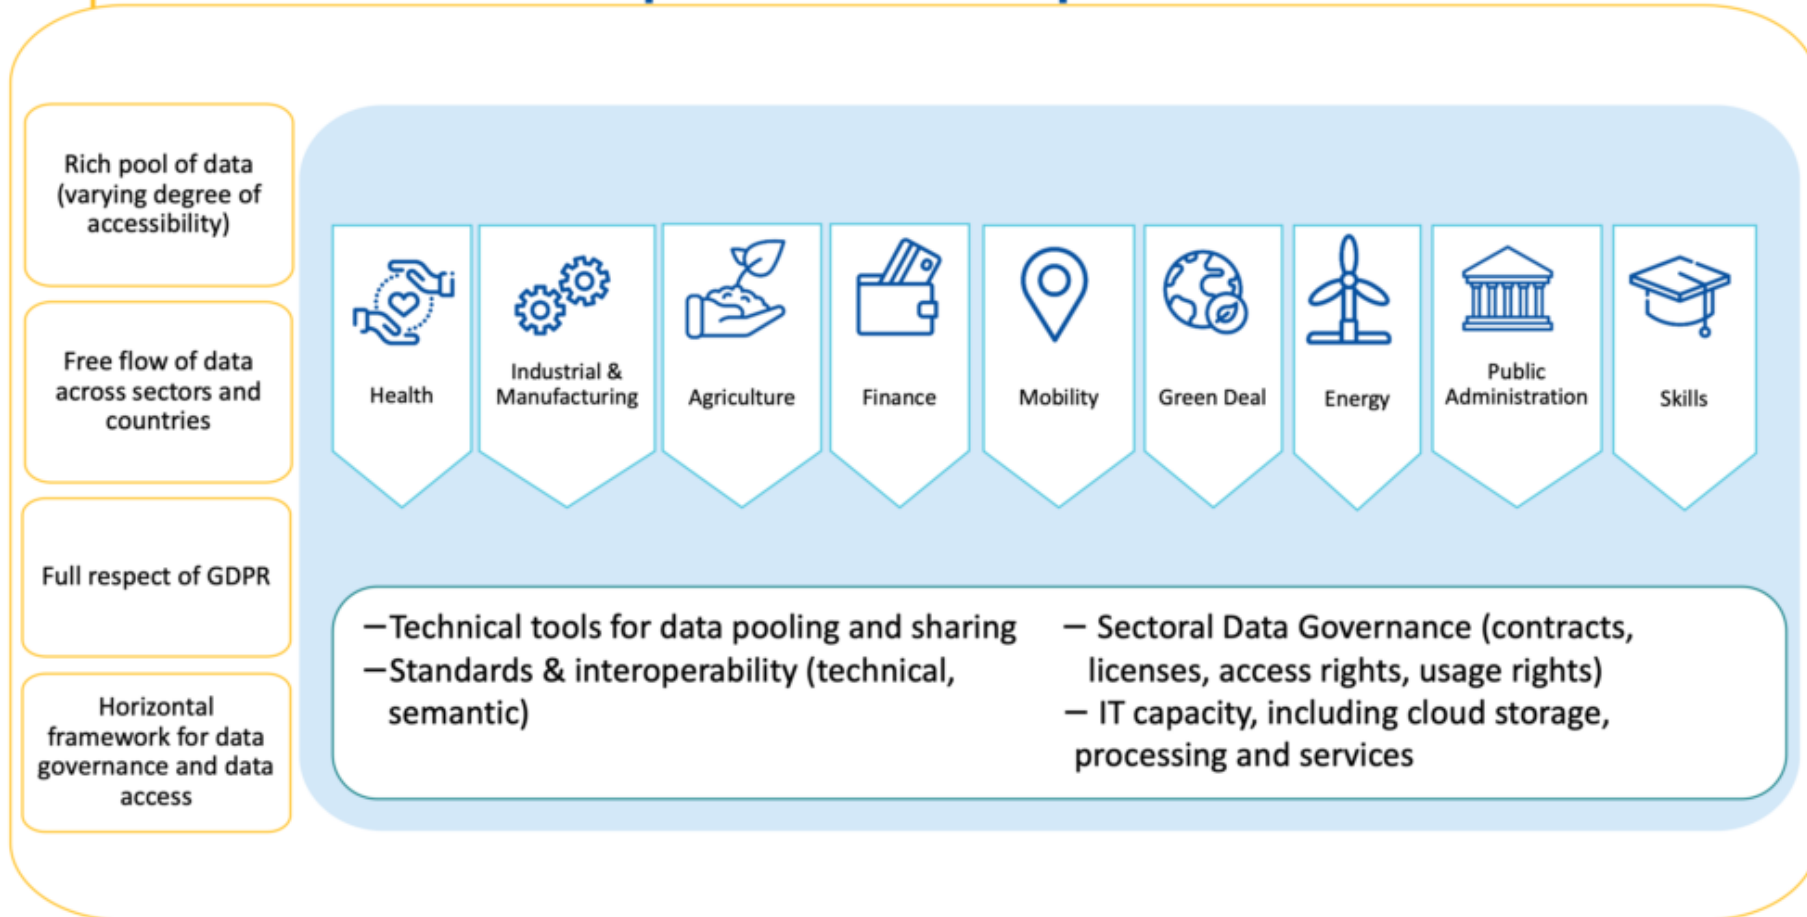 Rich pool of data
(varying degree of
accessibility)
Free flow of data
across sectors and
countries
Full respect of GDPR
Horizontal
framework for data
governance and data
access
Health
Industrial &
Manufacturing
Agriculture
Finance
Mobility
Green Deal
Energy
Public
Administration
Skills
—Technical tools for data pooling and sharing
—Standards & interoperability (technical,
semantic)
— Sectoral Data Governance (contracts,
licenses, access rights, usage rights)
— IT capacity, including cloud storage,
processing and services